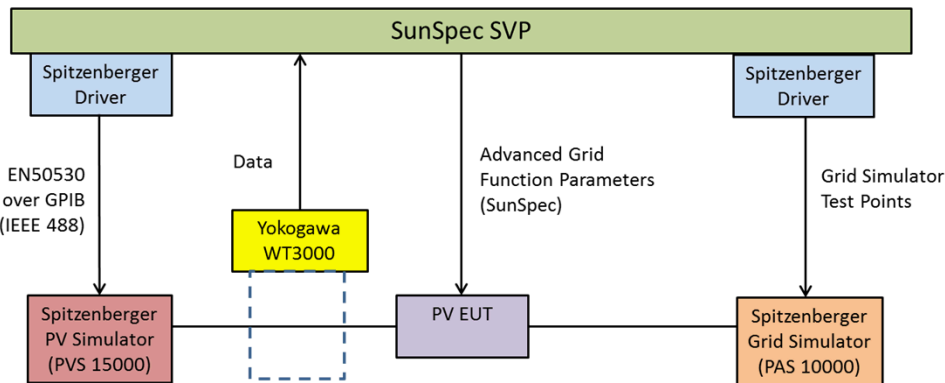 SunSpec SVP
Spitzenberger
Driver
Spitzenberger
Driver
EN50530
over GPIB
(IEEE 488)
Data
Advanced Grid
Function Parameters
(SunSpec)
Grid Simulator
Test Points
Yokogawa
WT3000
Spitzenberger
PV Simulator
(PVS 15000)
PV EUT
Spitzenberger
Grid Simulator
(PAS 10000)